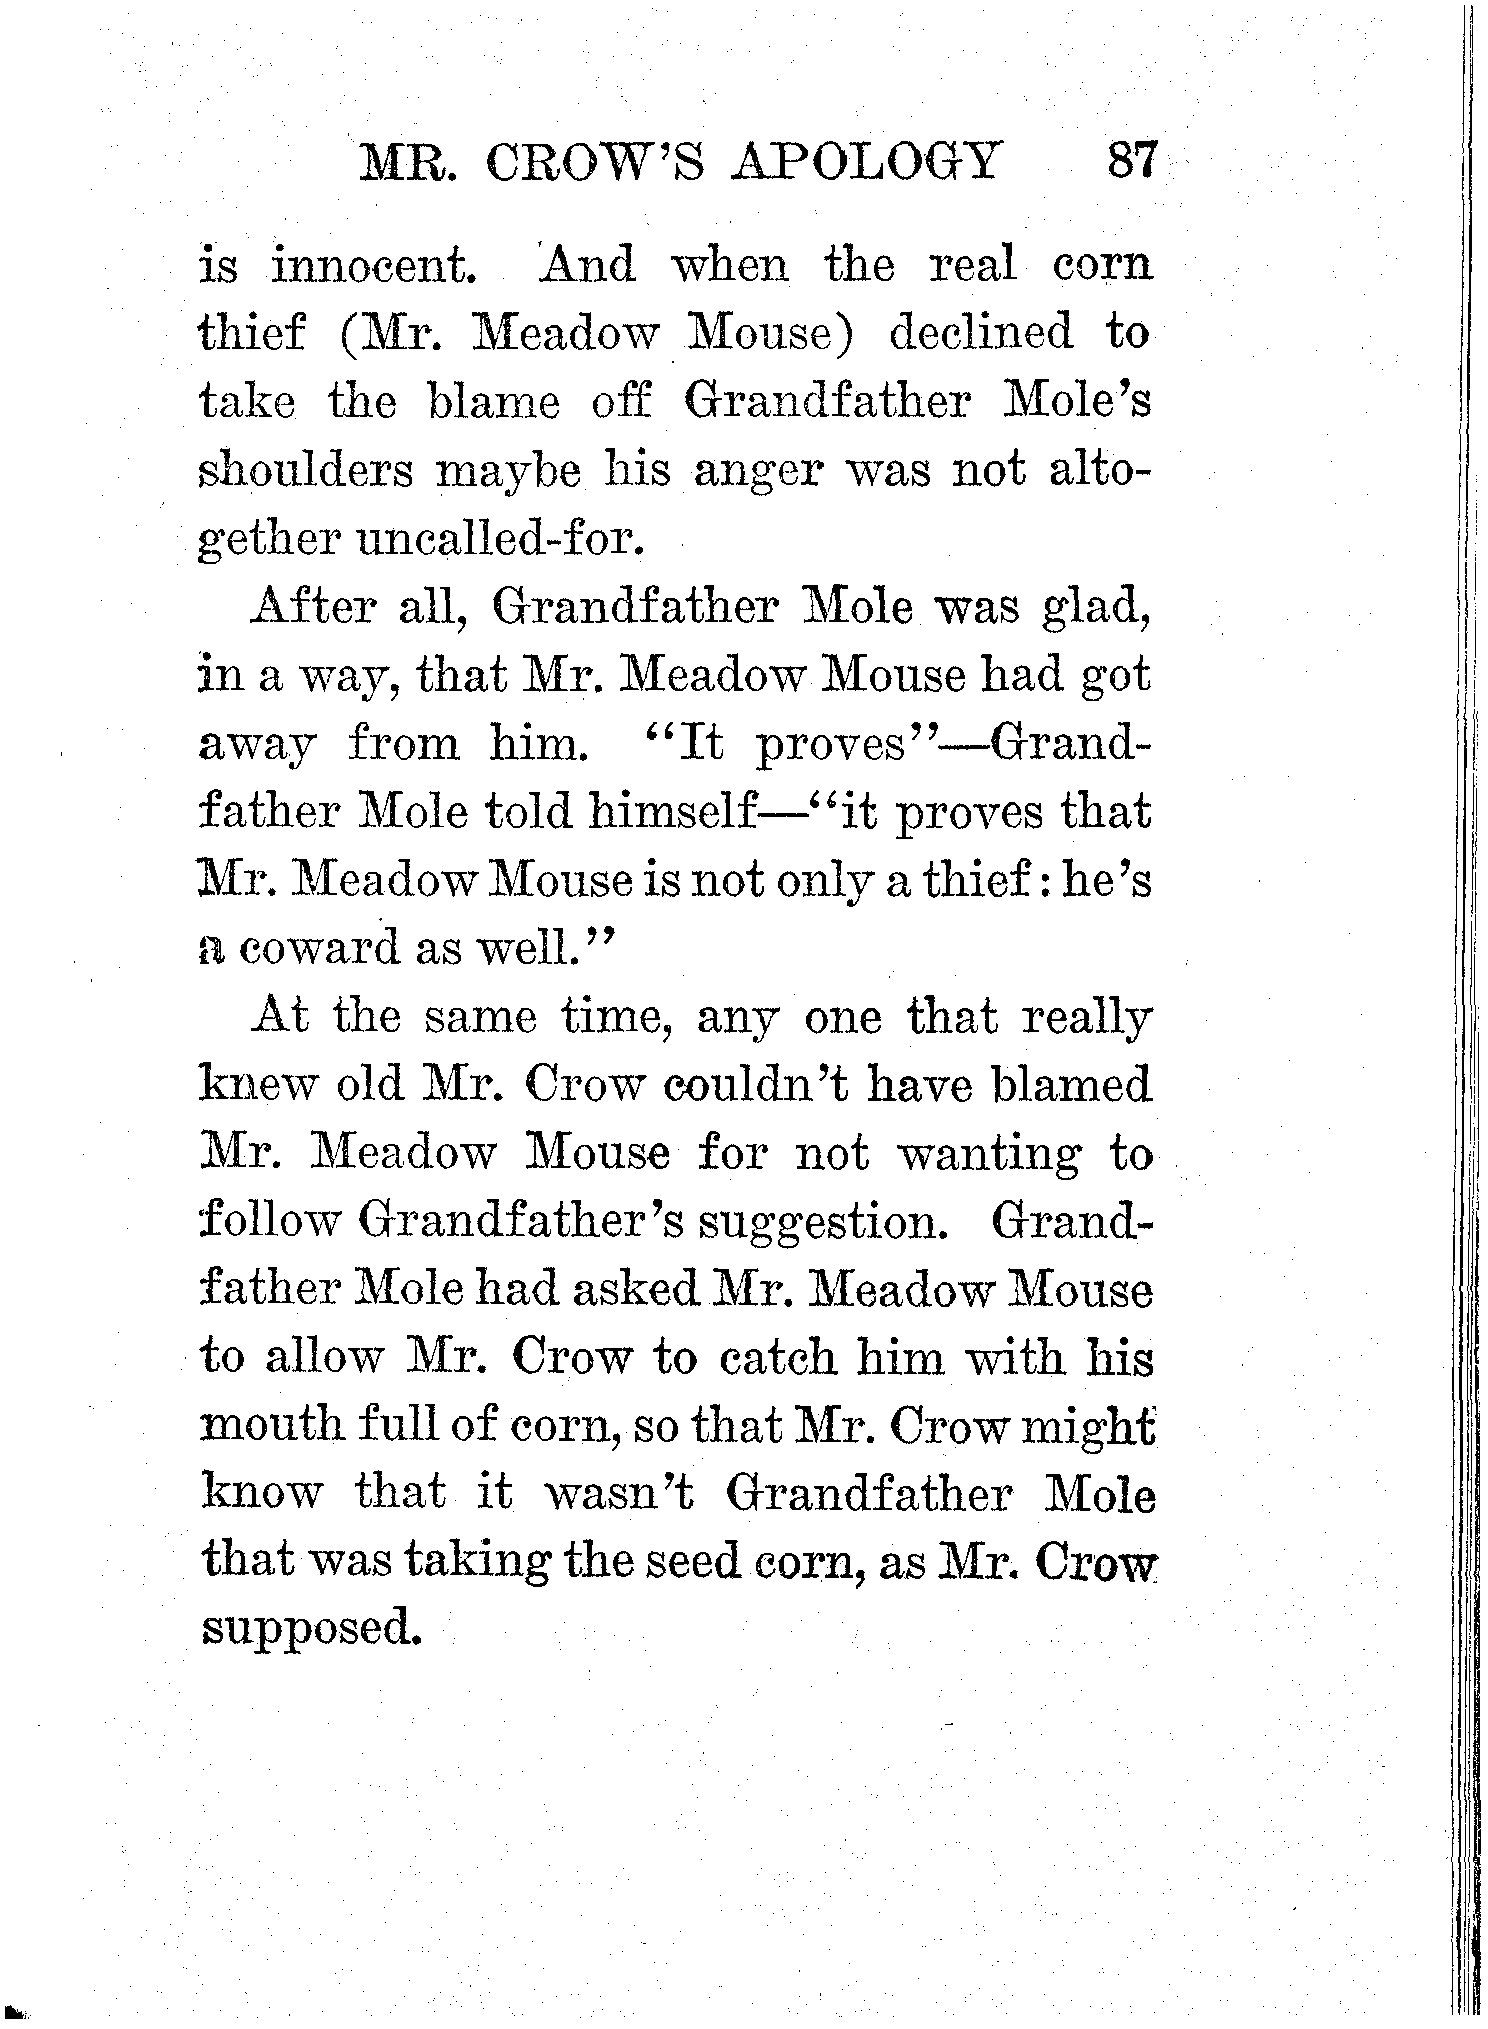 MR. CROW'S APOLOGY 87
is innocent. And when the real corn
thief (Mr. Meadow Mouse) declined to
take the blame off Grandfather Mole's
shoulders maybe his anger was not alto-
gether uncalled-for.
After all, Grandfather Mole was glad,
in a way, that Mr. Meadow Mouse had got
away from him. "It proves"—Grand-
father Mole told himself—"it proves that
Mr. Meadow Mouse is not only a thief: he's
a coward as well."
At the same time, any one that really
knew old Mr. Crow couldn't have blamed
Mr. Meadow Mouse for not wanting to
follow Grandfather's suggestion. Grand-
father Mole had asked Mr. Meadow Mouse
to allow Mr. Crow to catch him with his
mouth full of corn, so that Mr. Crow might
know that it wasn't Grandfather Mole
that was taking the seed corn, as Mr. Crow
supposed.